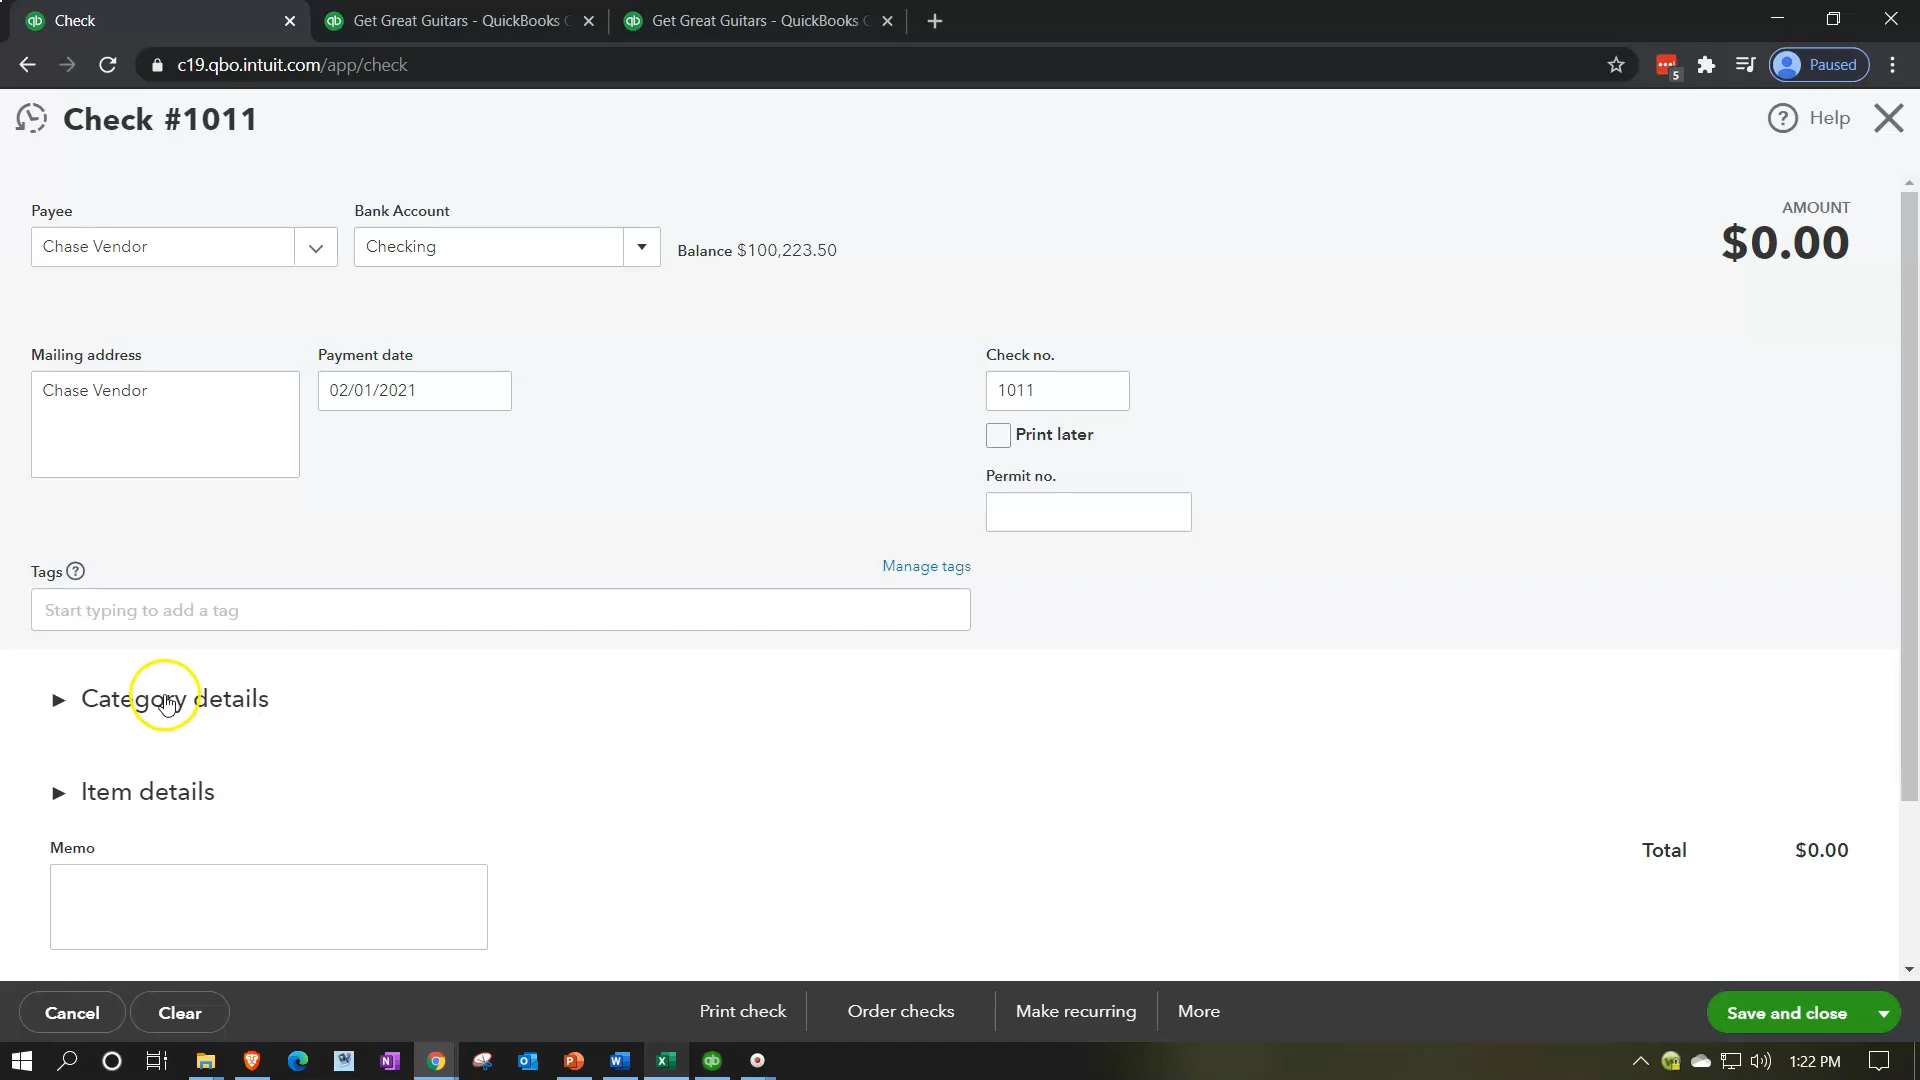 Check
Get Great Guitars - QuickBooks
Get Great Guitars - QuickBooks
c19.qbo.intuit.com/app/check
5
Paused
Check #1011
Help
Payee
Bank Account
AMOUNT
Chase Vendor
Checking
Balance $100,223.50
$0.00
Mailing address
Payment date
Check no.
Chase Vendor
02/01/2021
1011
Print later
Permit no.
Tags
Manage tags
Start typing to add a tag
Category details
Item details
Memo
Total
$0.00
Cancel
Clear
Print check
Order checks
Make recurring
More
Save and close
1:22 PM